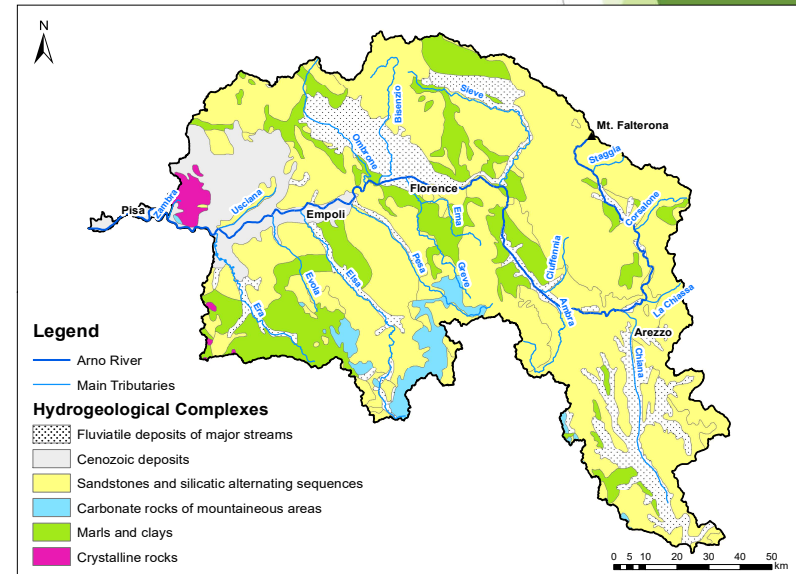 N
Mt. Falterona
Sieve
Bisenzio
Ombrone
Staggia
Corsalone
Florence
Pisa
Zambra
Usciana
Empoli
Ema
Greve
Pesa
Elsa
Evola
Era
Ciuffennia
Ambra
La Chiassa
Arezzo
Chiana
Legend
Arno River
Main Tributaries
Hydrogeological Complexes
Fluviatile deposits of major streams
Cenozoic deposits
Sandstones and silicatic alternating sequences
Carbonate rocks of mountaineous areas
Marls and clays
Crystalline rocks
0 5 10 20 30 40 50
km